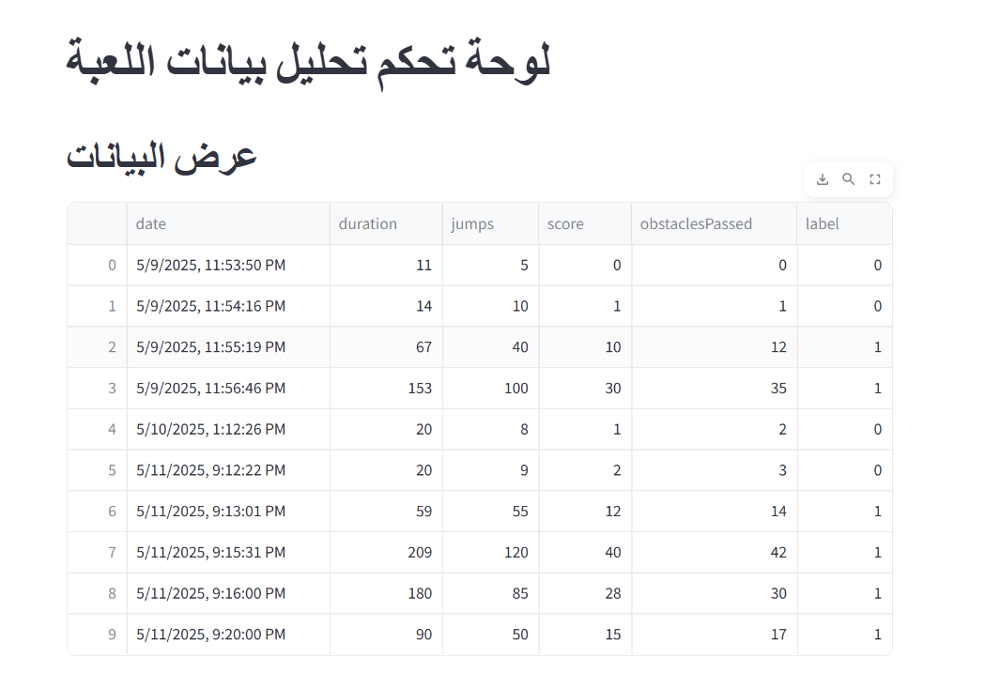 لوحة تحكم تحليل بيانات اللعبة
عرض البيانات
date duration jumps score obstaclesPassed label
0 5/9/2025, 11:53:50 PM 11 5 0 0 0
1 5/9/2025, 11:54:16 PM 14 10 1 1 0
2 5/9/2025, 11:55:19 PM 67 40 10 12 1
3 5/9/2025, 11:56:46 PM 153 100 30 35 1
4 5/10/2025, 1:12:26 PM 20 8 1 2 0
5 5/11/2025, 9:12:22 PM 20 9 2 3 0
6 5/11/2025, 9:13:01 PM 59 55 12 14 1
7 5/11/2025, 9:15:31 PM 209 120 40 42 1
8 5/11/2025, 9:16:00 PM 180 85 28 30 1
9 5/11/2025, 9:20:00 PM 90 50 15 17 1